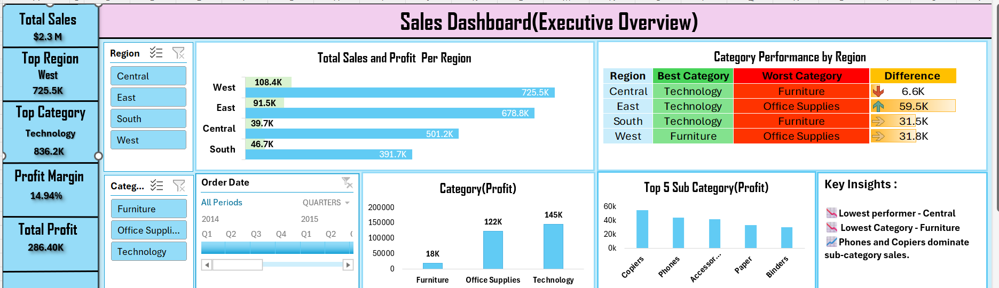 Sales Dashboard(Executive Overview)
Total Sales
$2.3 M
Top Region
West
725.5K
Top Category
Technology
836.2K
Profit Margin
14.94%
Total Profit
286.40K
Region
Central
East
South
West
Total Sales and Profit Per Region
West 108.4K 725.5K
East 91.5K 678.8K
Central 39.7K 501.2K
South 46.7K 391.7K
Category Performance by Region
Region Best Category Worst Category Difference
Central Technology Furniture 6.6K
East Technology Office Supplies 59.5K
South Technology Furniture 31.5K
West Furniture Office Supplies 31.8K
Categ...
Furniture
Office Suppli...
Technology
Order Date
All Periods QUARTERS
2014 2015
Q1 Q2 Q3 Q4 Q1 Q2
Category(Profit)
200000
150000
100000
50000
0
18K 122K 145K
Furniture Office Supplies Technology
Top 5 Sub Category(Profit)
60k
40k
20k
0k
Copiers Phones Accessor... Paper Binders
Key Insights :
Lowest performer - Central
Lowest Category - Furniture
Phones and Copiers dominate
sub-category sales.